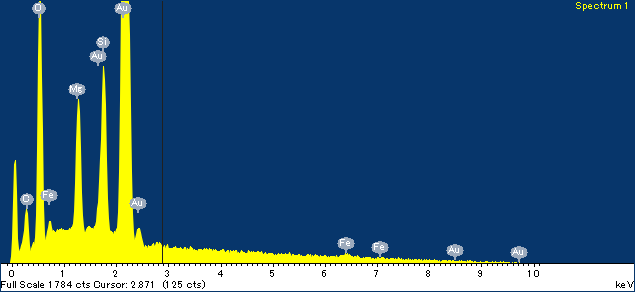 Spectrum 1
O Au
Si
Au
Mg
Fe
C
Au
Fe Fe Au Au
0 1 2 3 4 5 6 7 8 9 10
Full Scale 1784 cts Cursor: 2.871 (125 cts) keV